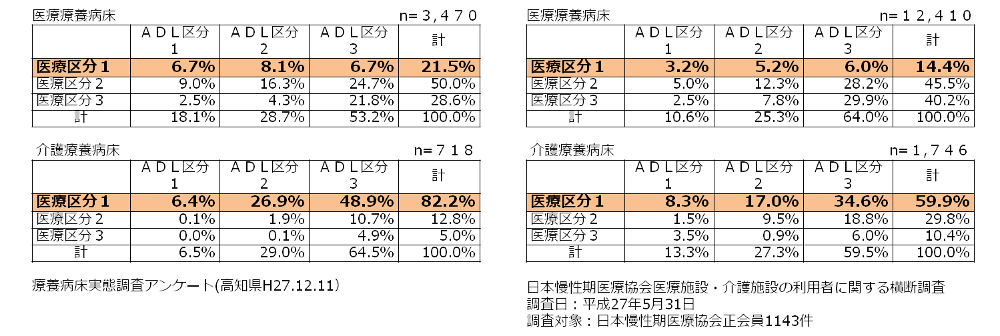 医療療養病床 n=３,４７０
ＡＤＬ区分1 ＡＤＬ区分2 ＡＤＬ区分3 計
医療区分１ 6.7% 8.1% 6.7% 21.5%
医療区分２ 9.0% 16.3% 24.7% 50.0%
医療区分３ 2.5% 4.3% 21.8% 28.6%
計 18.1% 28.7% 53.2% 100.0%
介護療養病床 n=７１８
ＡＤＬ区分1 ＡＤＬ区分2 ＡＤＬ区分3 計
医療区分１ 6.4% 26.9% 48.9% 82.2%
医療区分２ 0.1% 1.9% 10.7% 12.8%
医療区分３ 0.0% 0.1% 4.9% 5.0%
計 6.5% 29.0% 64.5% 100.0%
療養病床実態調査アンケート(高知県H27.12.11）
医療療養病床 n=１２,４１０
ＡＤＬ区分1 ＡＤＬ区分2 ＡＤＬ区分3 計
医療区分１ 3.2% 5.2% 6.0% 14.4%
医療区分２ 5.0% 12.3% 28.2% 45.5%
医療区分３ 2.5% 7.8% 29.9% 40.2%
計 10.6% 25.3% 64.0% 100.0%
介護療養病床 n=１,７４６
ＡＤＬ区分1 ＡＤＬ区分2 ＡＤＬ区分3 計
医療区分１ 8.3% 17.0% 34.6% 59.9%
医療区分２ 1.5% 9.5% 18.8% 29.8%
医療区分３ 3.5% 0.9% 6.0% 10.4%
計 13.3% 27.3% 59.5% 100.0%
日本慢性期医療協会医療施設・介護施設の利用者に関する横断調査
調査日：平成27年5月31日
調査対象：日本慢性期医療協会正会員1143件